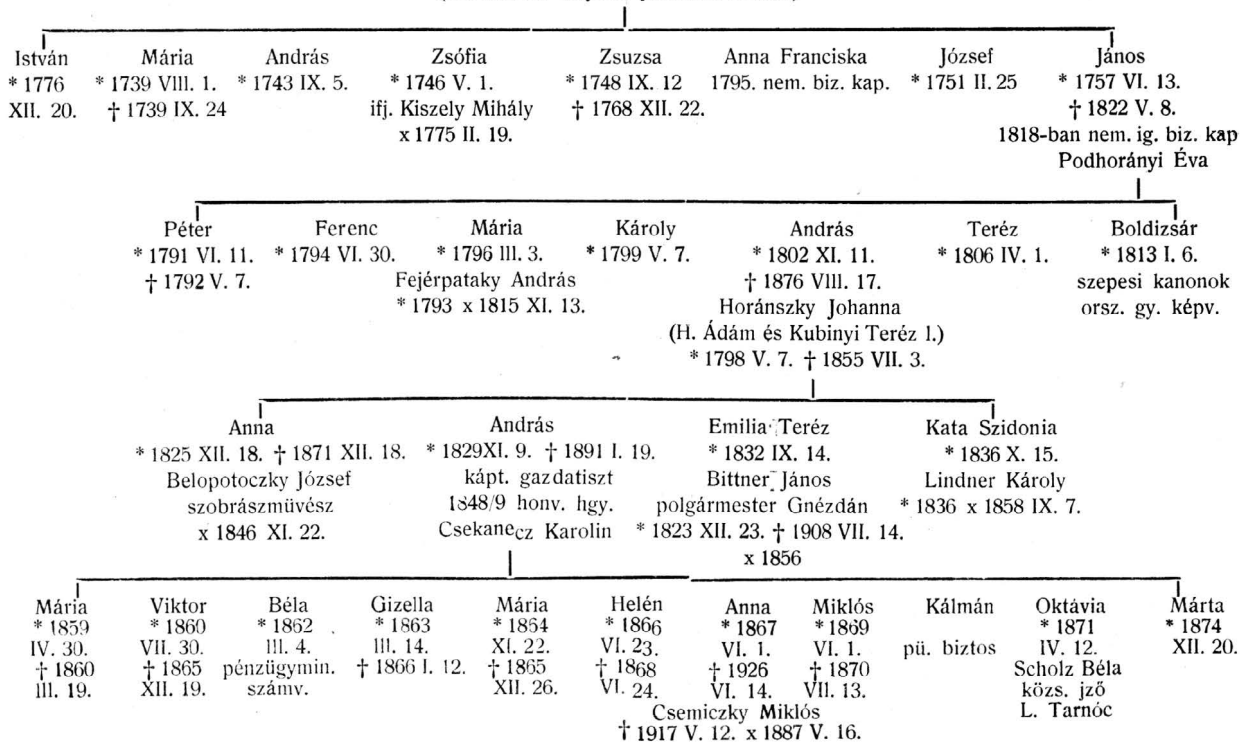 István Mária András Zsófia Zsuzsa Anna Franciska József János
* 1776 * 1739 VIII. 1. * 1743 IX. 5. * 1746 V. 1. * 1748 IX. 12 1795. nem. biz. kap. * 1751 II. 25 * 1757 VI. 13.
XII. 20. † 1739 IX. 24 ifj. Kiszely Mihály † 1768 XII. 22. † 1822 V. 8.
x 1775 II. 19. 1818-ban nem. ig. biz. kap
Podhorányi Éva
Péter Ferenc Mária Károly András Teréz Boldizsár
* 1791 VI. 11. * 1794 VI. 30. * 1796 III. 3. * 1799 V. 7. * 1802 XI. 11. * 1806 IV. 1. * 1813 I. 6.
† 1792 V. 7. Fejérpataky András † 1876 VIII. 17. szepesi kanonok
* 1793 x 1815 XI. 13. Horánszky Johanna orsz. gy. képv.
(H. Ádám és Kubinyi Teréz l.)
* 1798 V. 7. † 1855 VII. 3.
Anna András Emilia Teréz Kata Szidonia
* 1825 XII. 18. † 1871 XII. 18. * 1829 XI. 9. † 1891 I. 19. * 1832 IX. 14. * 1836 X. 15.
Belopotoczky József kápt. gazdatiszt Bittner János Lindner Károly
szobrászmüvész 1848/9 honv. hgy. polgármester Gnézdán * 1836 x 1858 IX. 7.
x 1846 XI. 22. Csekanecz Karolin * 1823 XII. 23. † 1908 VII. 14.
x 1856
Mária Viktor Béla Gizella Mária Helén Anna Miklós Kálmán Oktávia Márta
* 1859 * 1860 * 1862 * 1863 * 1864 * 1866 * 1867 * 1869 * 1871 * 1874
IV. 30. VII. 30. III. 4. III. 14. XI. 22. VI. 23. VI. 1. VI. 1. pü. biztos IV. 12. XII. 20.
† 1860 † 1865 pénzügymin. † 1866 I. 12. † 1865 † 1868 † 1926 † 1870 Scholz Béla
III. 19. XII. 19. számv. XII. 26. VI. 24. VI. 14. VII. 13. közs. jző
Csemiczky Miklós L. Tarnóc
† 1917 V. 12. x 1887 V. 16.